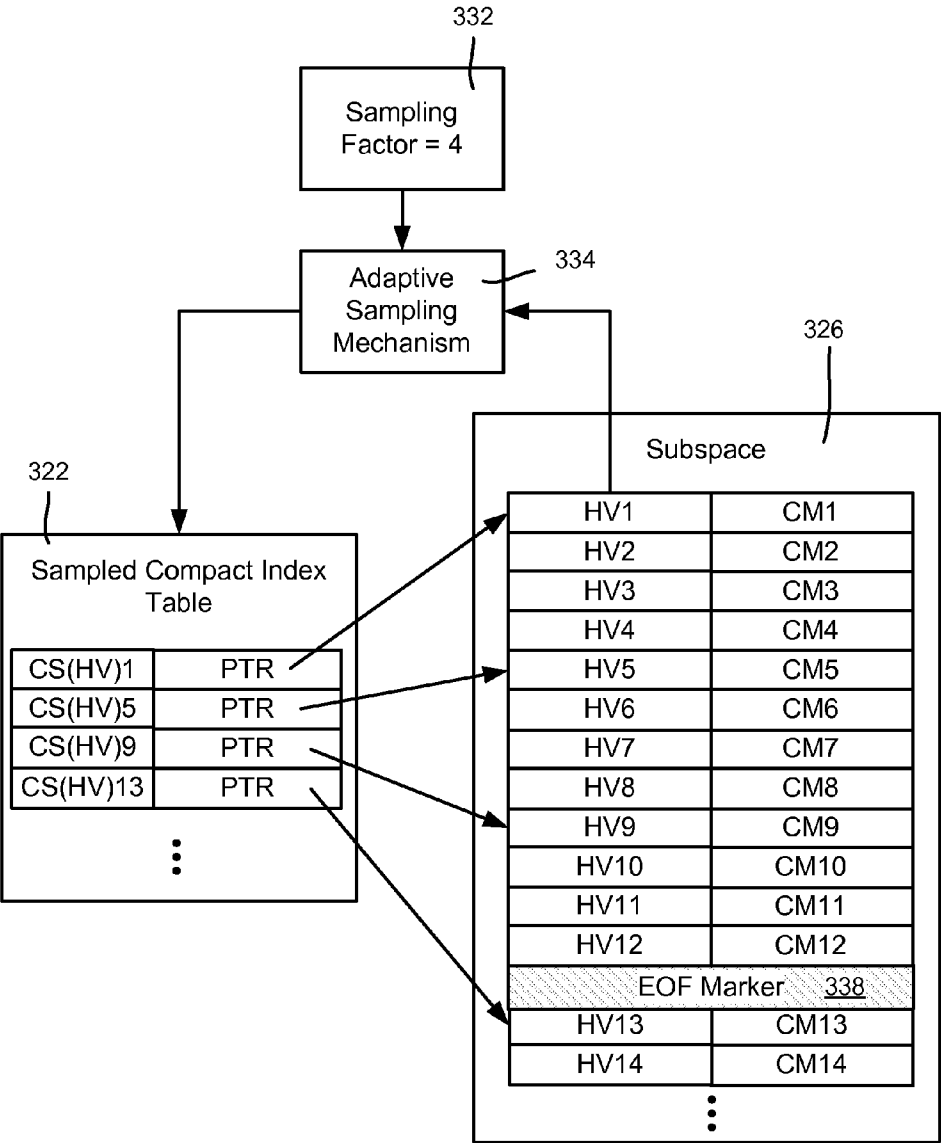 332
Sampling
Factor = 4
334
Adaptive
Sampling
Mechanism
326
Subspace
322
Sampled Compact Index
Table
CS(HV)1 PTR
CS(HV)5 PTR
CS(HV)9 PTR
CS(HV)13 PTR
HV1 CM1
HV2 CM2
HV3 CM3
HV4 CM4
HV5 CM5
HV6 CM6
HV7 CM7
HV8 CM8
HV9 CM9
HV10 CM10
HV11 CM11
HV12 CM12
EOF Marker 338
HV13 CM13
HV14 CM14